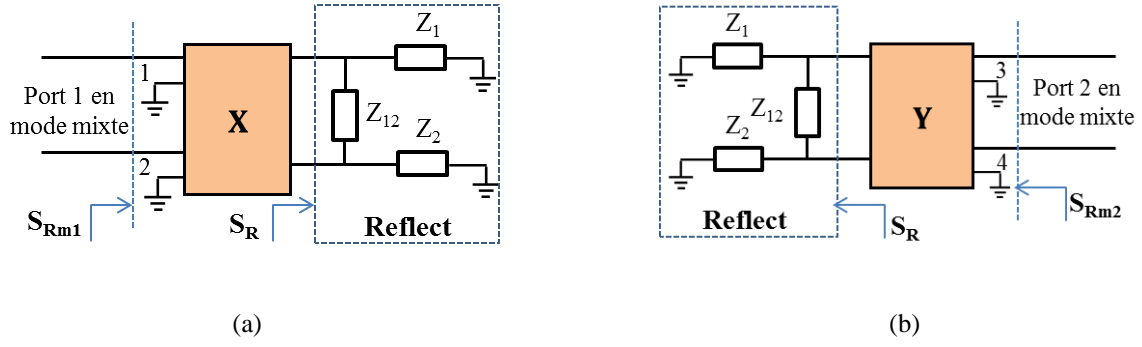 Z1
1
Port 1 en
mode mixte
X
Z12
2
Z2
SRm1
SR
Reflect
(a)
Z1
3
Port 2 en
mode mixte
Z12
Y
Z2
4
Reflect
SR
SRm2
(b)